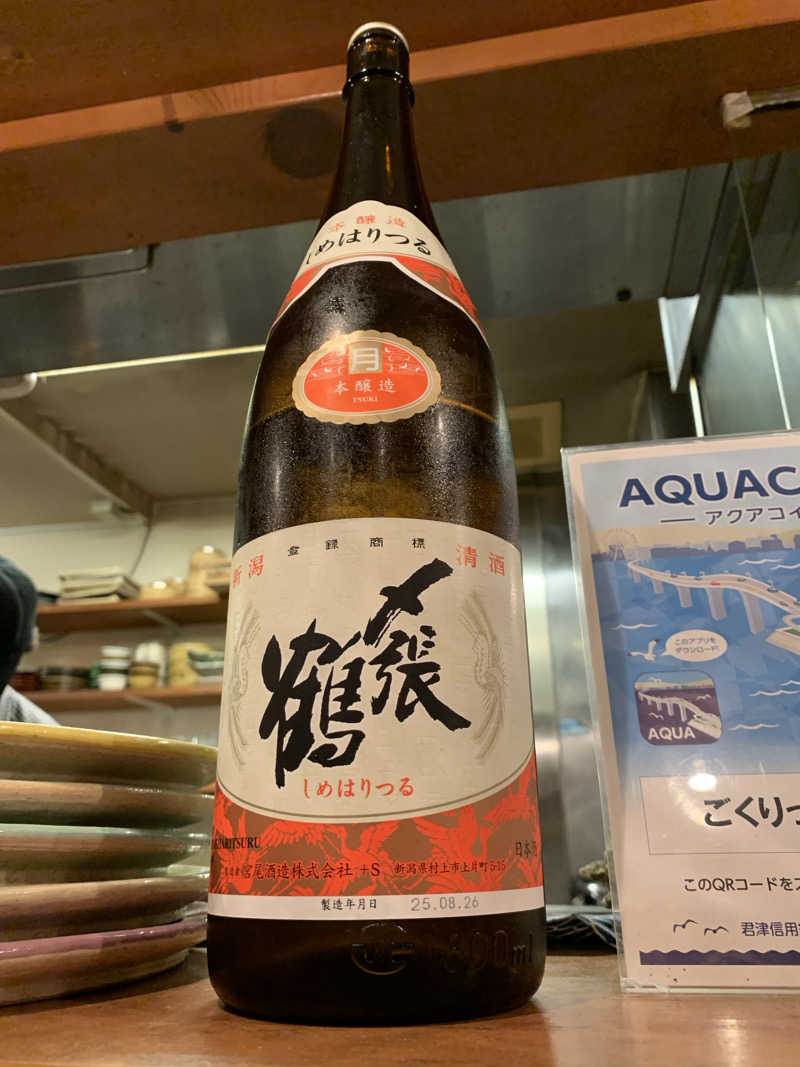 本醸造
しめはりつる
月
本醸造
TSUKI
登録商標
新潟
清酒
〆張
鶴
しめはりつる
宮尾酒造株式会社 +S
新潟県村上市上片町5-15
製造年月日 25.08.26
AQUAC
アクアコイ
このアプリを
ダウンロード!
AQUA
ごくりっ
このQRコードをス
君津信用